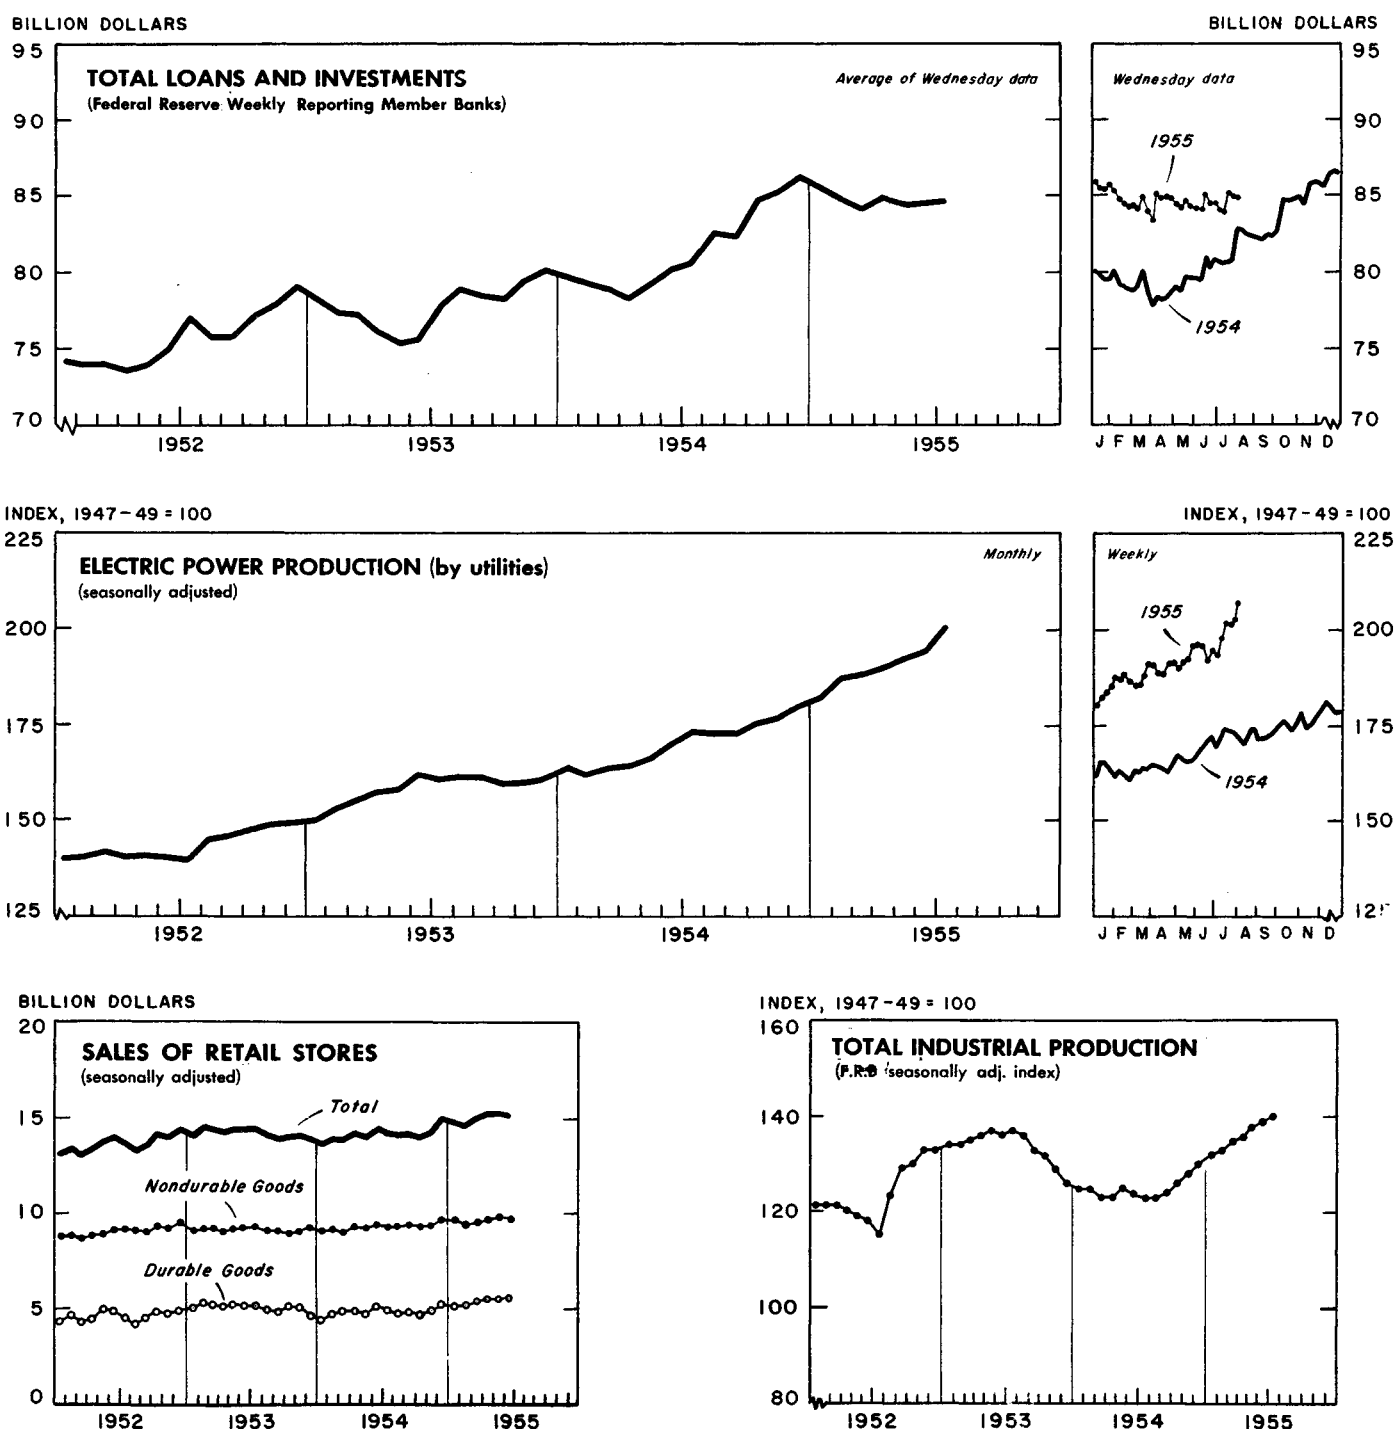 BILLION DOLLARS
BILLION DOLLARS
95
TOTAL LOANS AND INVESTMENTS
Average of Wednesday data
(Federal Reserve Weekly Reporting Member Banks)
Wednesday data
95
90
1955
90
85
85
80
80
75
1954
75
70
70
1952 1953 1954 1955
J F M A M J J A S O N D
INDEX, 1947-49 = 100
INDEX, 1947-49 = 100
225
ELECTRIC POWER PRODUCTION (by utilities)
Monthly
(seasonally adjusted)
Weekly
225
200
1955
200
175
175
1954
150
150
125
1952 1953 1954 1955
J F M A M J J A S O N D
BILLION DOLLARS
20
SALES OF RETAIL STORES
(seasonally adjusted)
Total
15
Nondurable Goods
10
Durable Goods
5
0
1952 1953 1954 1955
INDEX, 1947-49 = 100
160
TOTAL INDUSTRIAL PRODUCTION
(F.R.B seasonally adj. index)
140
120
100
80
1952 1953 1954 1955